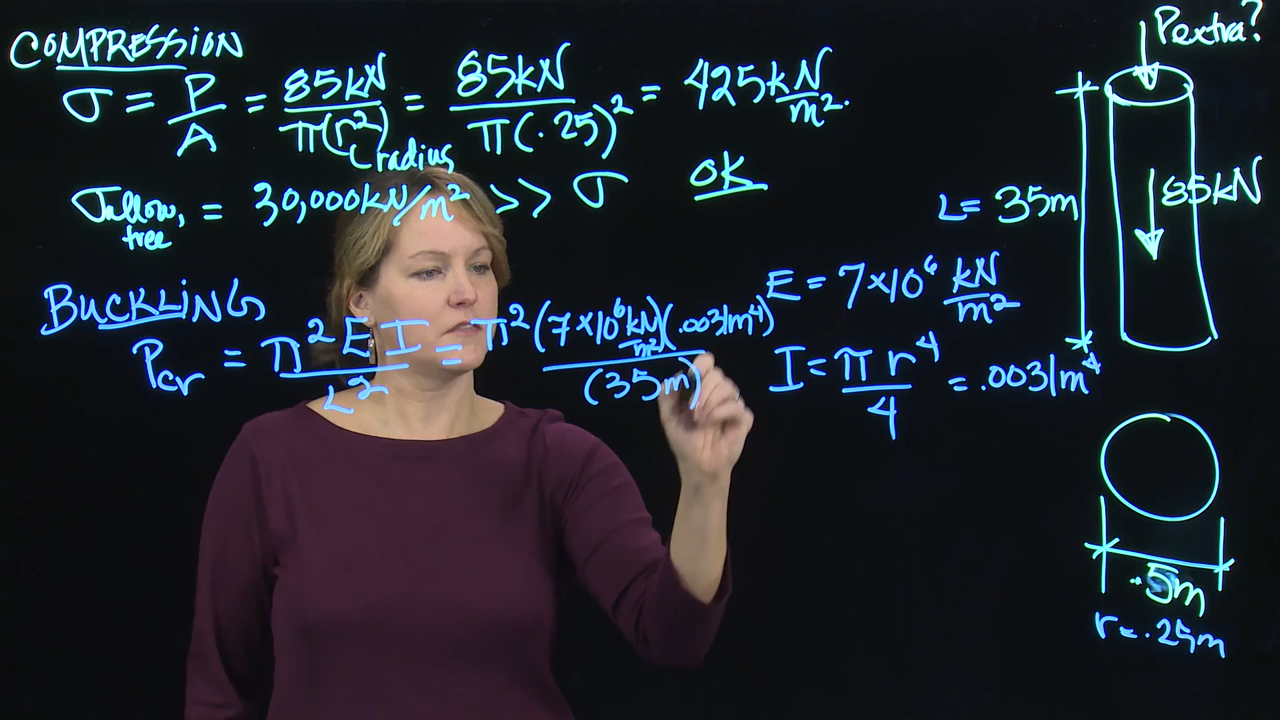 COMPRESSION
σ = P/A = 85kN/π(r²) = 85kN/π(.25)² = 425 kN/m².
radius
σallow, tree = 30,000kN/m² >> σ OK
BUCKLING
Pcr = π²EI/L² = π²(7×10⁶ kN/m²)(.0031m⁴)/(35m)
E = 7×10⁶ kN/m²
I = πr⁴/4 = .0031m⁴
Pextra?
L = 35m
85kN
.5m
r = .25m